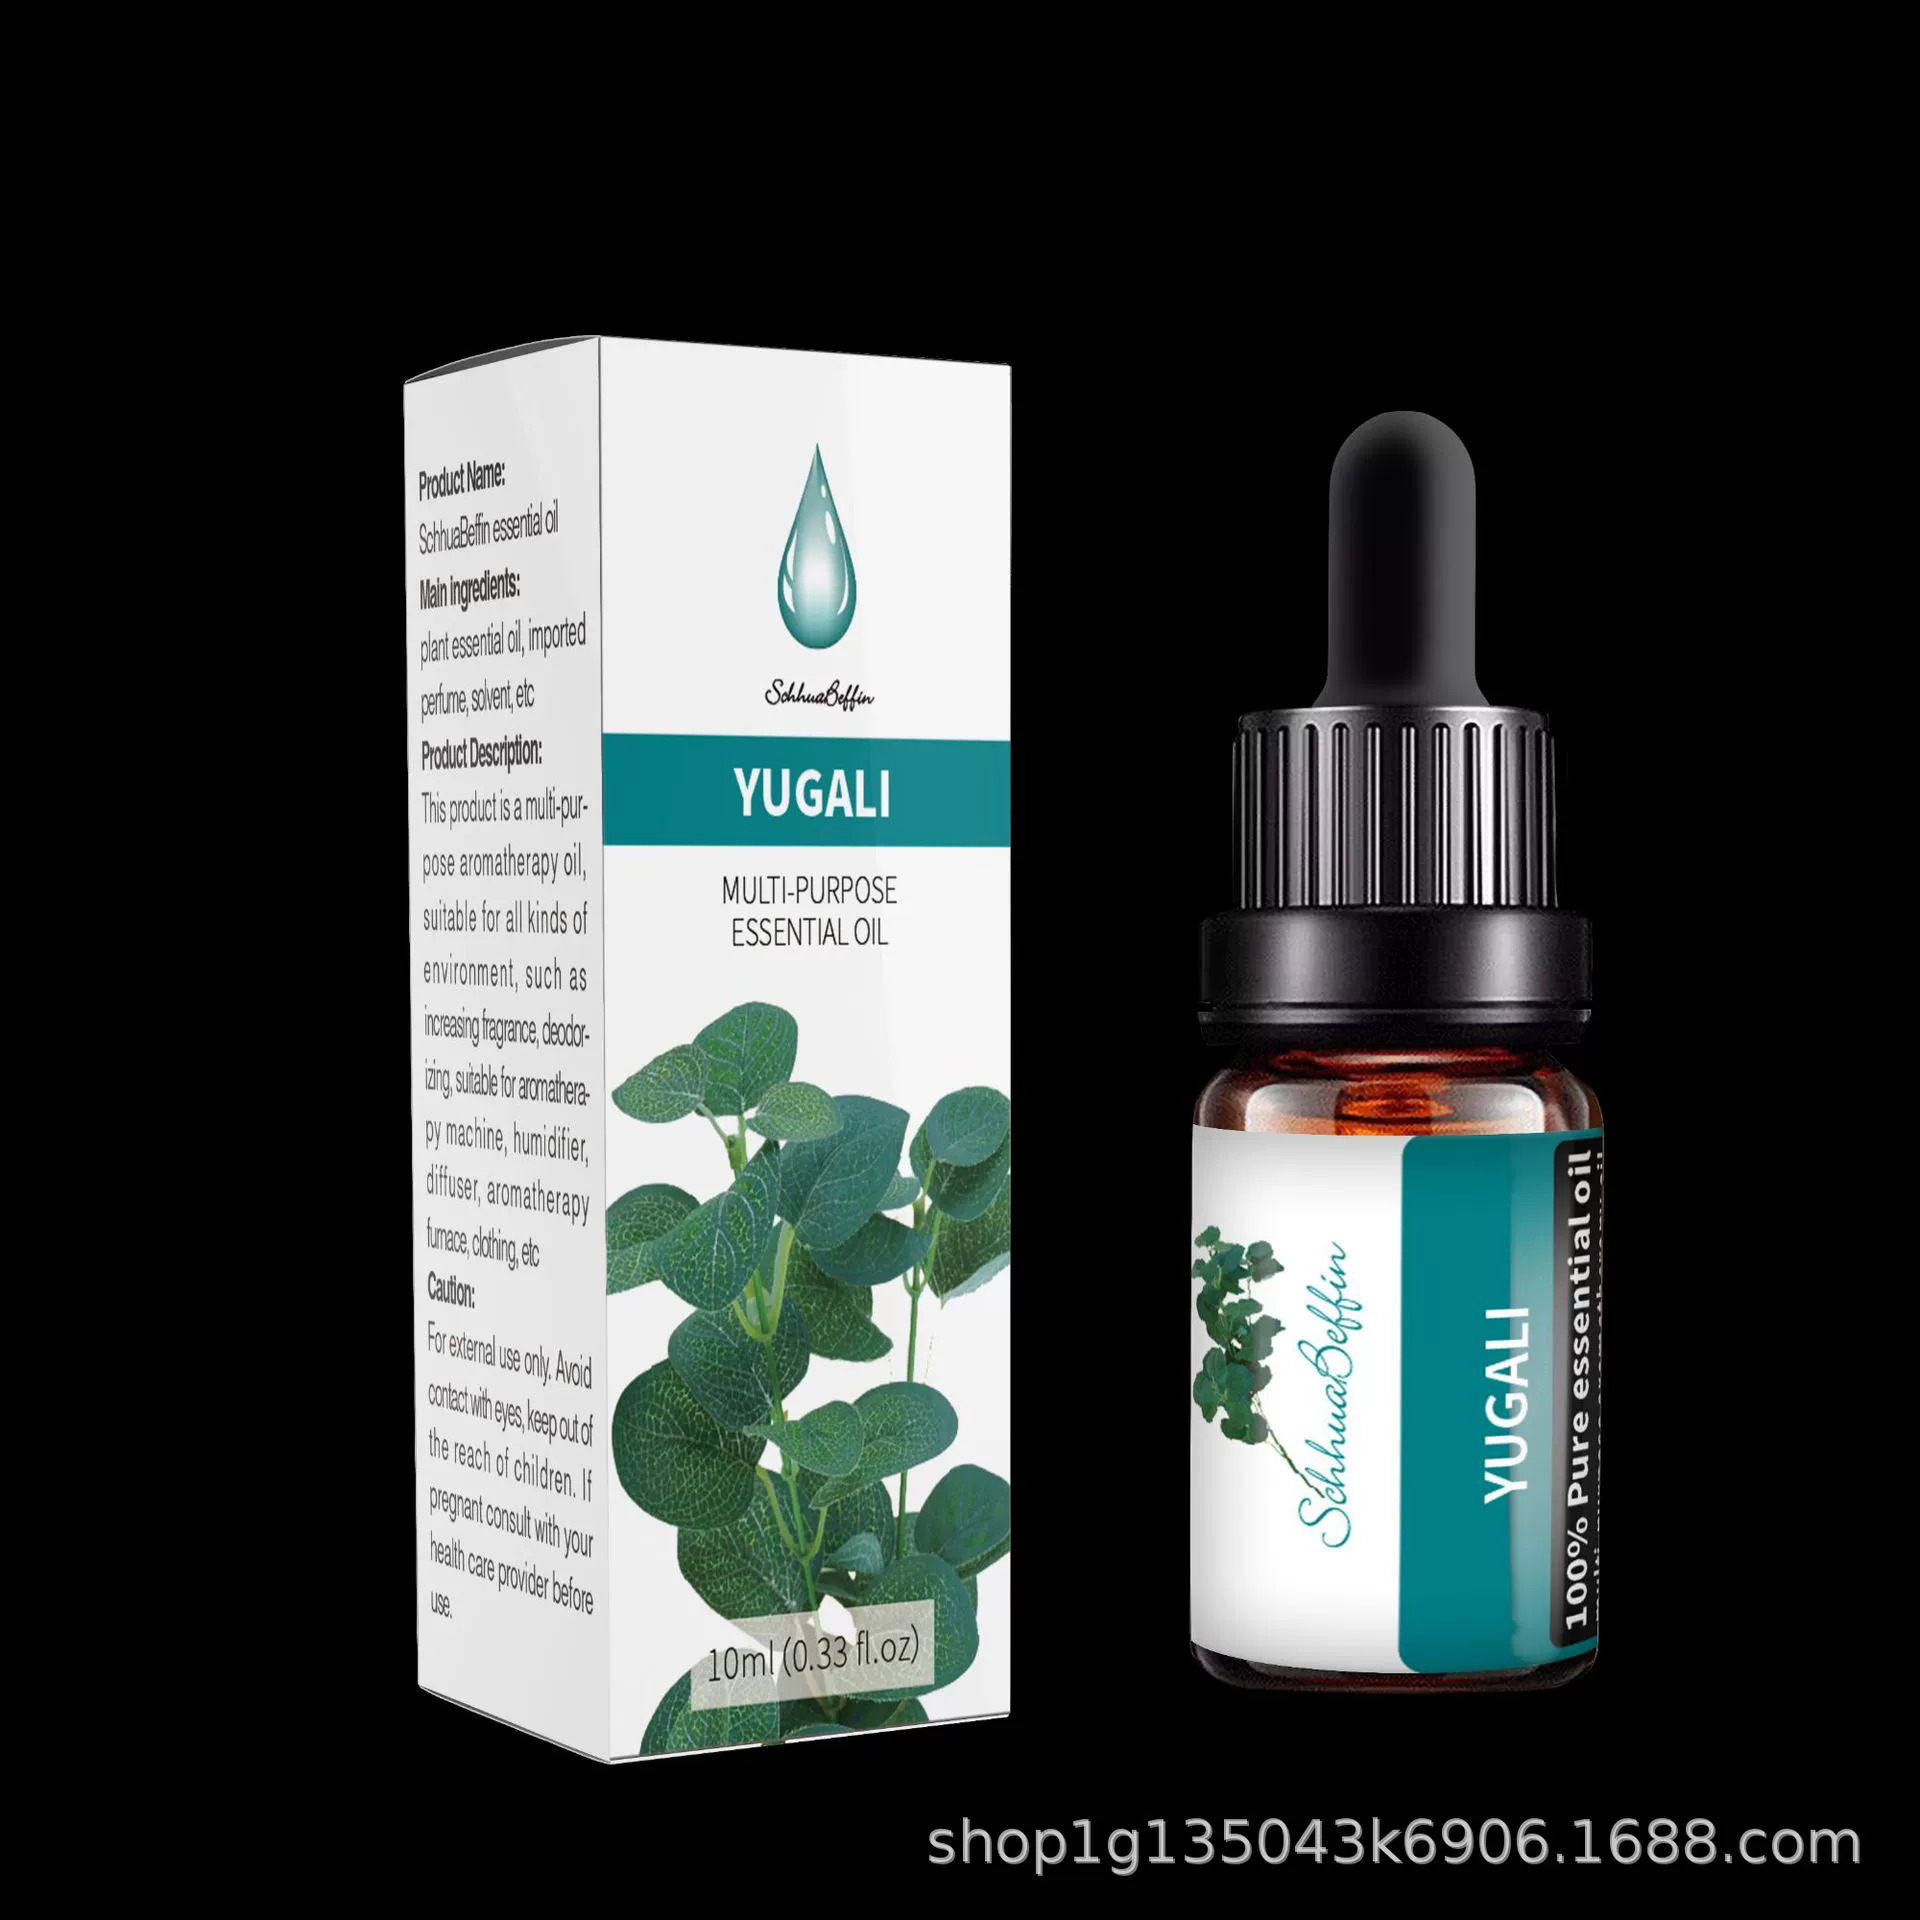 Product Name:
SchhuaBeffin essential oil
Main ingredients:
plant essential oil, imported
perfume, solvent, etc
Product Description:
This product is a multi-pur-
pose aromatherapy oil,
suitable for all kinds of
environment, such as
increasing fragrance, deodor-
izing, suitable for aromathera-
py machine, humidifier,
diffuser, aromatherapy
furnace, clothing, etc
Caution:
For external use only. Avoid
contact with eyes, keep out of
the reach of children. If
pregnant consult with your
health care provider before
use.
SchhuaBeffin
YUGALI
MULTI-PURPOSE
ESSENTIAL OIL
10ml (0.33 fl.oz)
SchhuaBeffin
YUGALI
100% Pure essential oil
shop1g135043k6906.1688.com